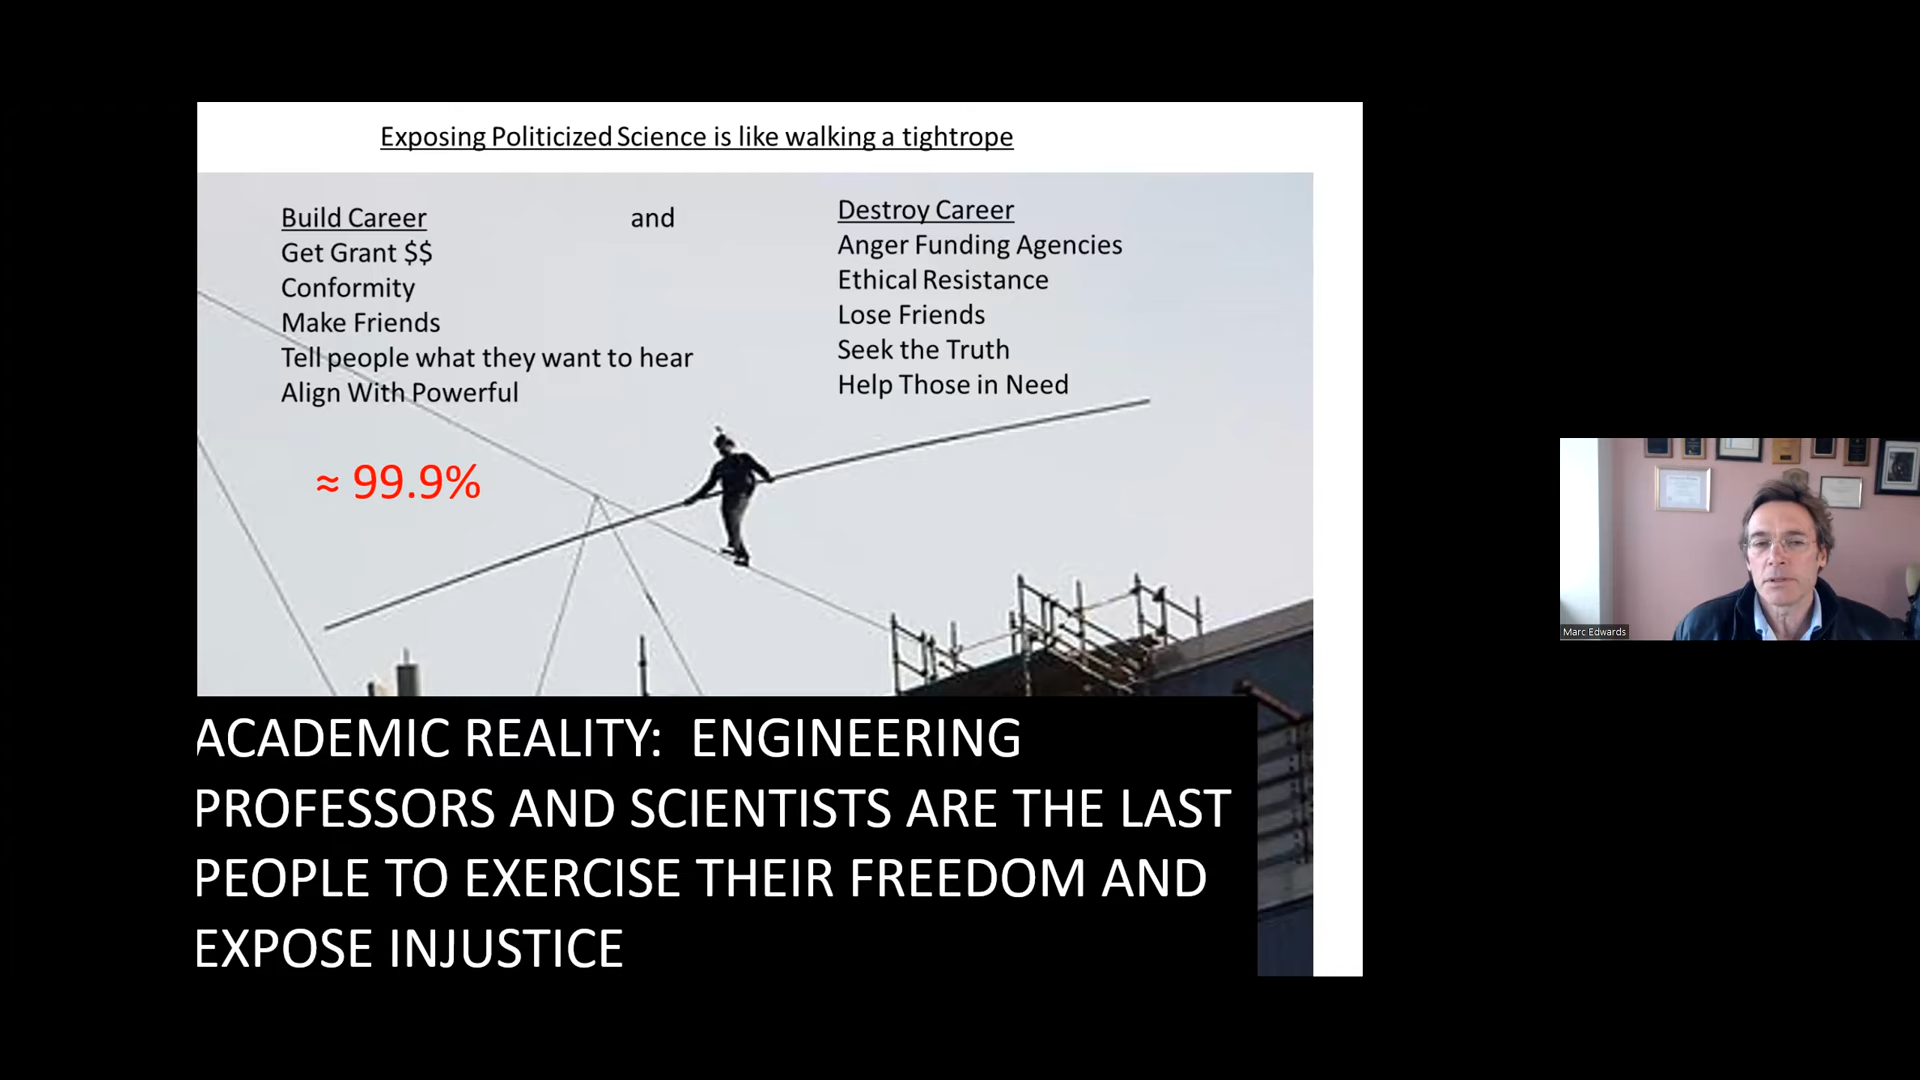 Exposing Politicized Science is like walking a tightrope
Build Career
and
Get Grant $$
Conformity
Make Friends
Tell people what they want to hear
Align With Powerful
Destroy Career
Anger Funding Agencies
Ethical Resistance
Lose Friends
Seek the Truth
Help Those in Need
≈ 99.9%
ACADEMIC REALITY: ENGINEERING
PROFESSORS AND SCIENTISTS ARE THE LAST
PEOPLE TO EXERCISE THEIR FREEDOM AND
EXPOSE INJUSTICE
Marc Edwards